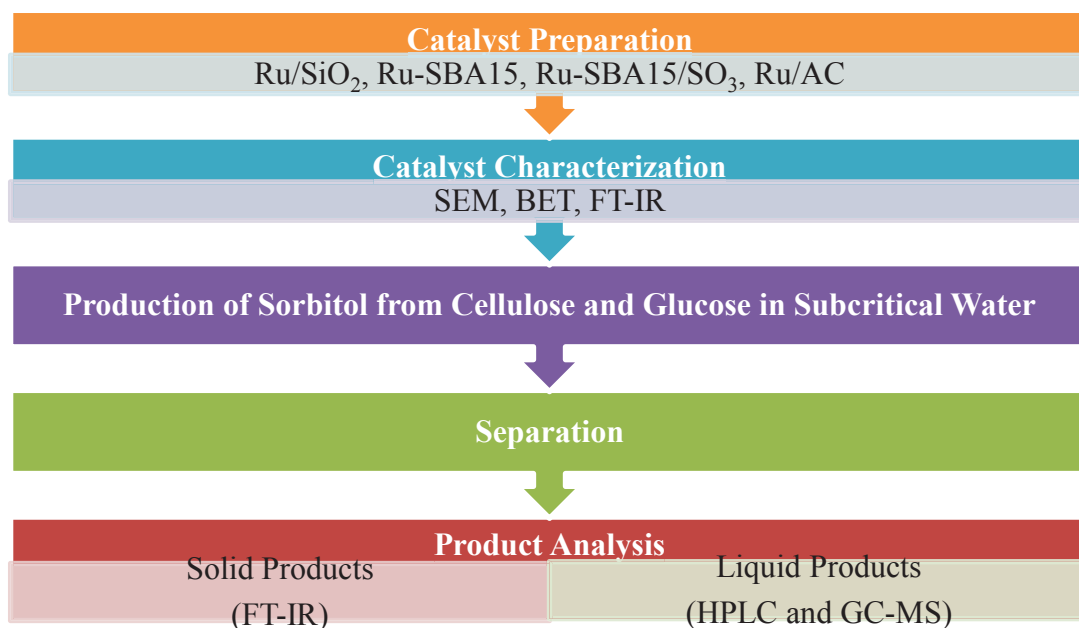 Catalyst Preparation
Ru/SiO₂, Ru-SBA15, Ru-SBA15/SO₃, Ru/AC
Catalyst Characterization
SEM, BET, FT-IR
Production of Sorbitol from Cellulose and Glucose in Subcritical Water
Separation
Product Analysis
Solid Products
(FT-IR)
Liquid Products
(HPLC and GC-MS)